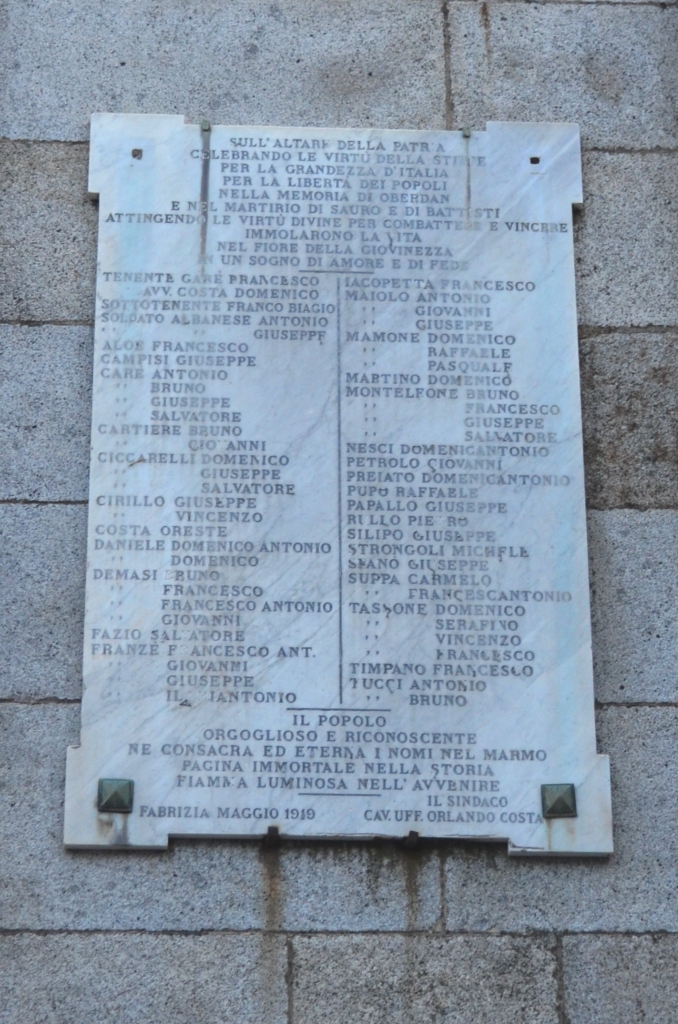 SULL'ALTARE DELLA PATRIA
CELEBRANDO LE VIRTÙ DELLA STIRPE
PER LA GRANDEZZA D'ITALIA
PER LA LIBERTÀ DEI POPOLI
NELLA MEMORIA DI OBERDAN
E NEL MARTIRIO DI SAURO E DI BATTISTI
ATTINGENDO LE VIRTÙ DIVINE PER COMBATTERE E VINCERE
IMMOLARONO LA VITA
NEL FIORE DELLA GIOVINEZZA
IN UN SOGNO DI AMORE E DI FEDE
TENENTE GARÈ FRANCESCO
AVV. COSTA DOMENICO
SOTTOTENENTE FRANCO BIAGIO
SOLDATO ALBANESE ANTONIO
" " GIUSEPPE
ALOE FRANCESCO
CAMPISI GIUSEPPE
CARÈ ANTONIO
" BRUNO
" GIUSEPPE
" SALVATORE
CARTIERE BRUNO
" GIOVANNI
CICCARELLI DOMENICO
" GIUSEPPE
" SALVATORE
CIRILLO GIUSEPPE
" VINCENZO
COSTA ORESTE
DANIELE DOMENICO ANTONIO
" DOMENICO
DEMASI BRUNO
" FRANCESCO
" FRANCESCO ANTONIO
" GIOVANNI
FAZIO SALVATORE
FRANZÈ FRANCESCO ANT.
" GIOVANNI
" GIUSEPPE
" ANTONIO
IACOPETTA FRANCESCO
MAIOLO ANTONIO
" GIOVANNI
" GIUSEPPE
MAMONE DOMENICO
" RAFFAELE
" PASQUALE
MARTINO DOMENICO
MONTELEONE BRUNO
" FRANCESCO
" GIUSEPPE
" SALVATORE
NESCI DOMENICANTONIO
PETROLO GIOVANNI
PREIATO DOMENICANTONIO
PUPO RAFFAELE
PAPALLO GIUSEPPE
PIETRO
SILIPO GIUSEPPE
STRONGOLI MICHELE
SPANÒ GIUSEPPE
SUPPA CARMELO
" FRANCESCANTONIO
TASSONE DOMENICO
" SERAFINO
" VINCENZO
" FRANCESCO
TIMPANO FRANCESCO
TUCCI ANTONIO
" BRUNO
IL POPOLO
ORGOGLIOSO E RICONOSCENTE
NE CONSACRA ED ETERNA I NOMI NEL MARMO
PAGINA IMMORTALE NELLA STORIA
FIAMMA LUMINOSA NELL'AVVENIRE
IL SINDACO
FABRIZIA MAGGIO 1919 CAV. UFF. ORLANDO COSTA